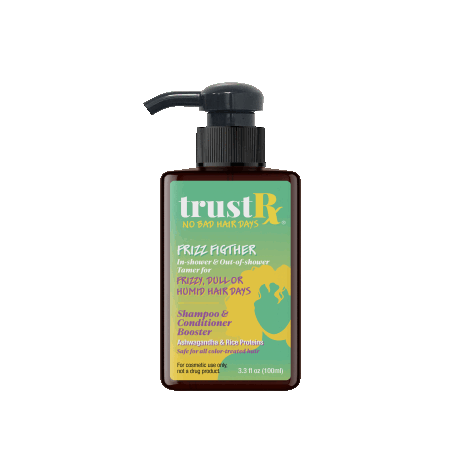 trustRx®
NO BAD HAIR DAYS
FRIZZ FIGTHER
In-shower & Out-of-shower
Tamer for
FRIZZY, DULL OR
HUMID HAIR DAYS
Shampoo &
Conditioner
Booster
Ashwagandha & Rice Proteins
Safe for all color-treated hair
For cosmetic use only,
not a drug product.
3.3 fl oz (100ml)